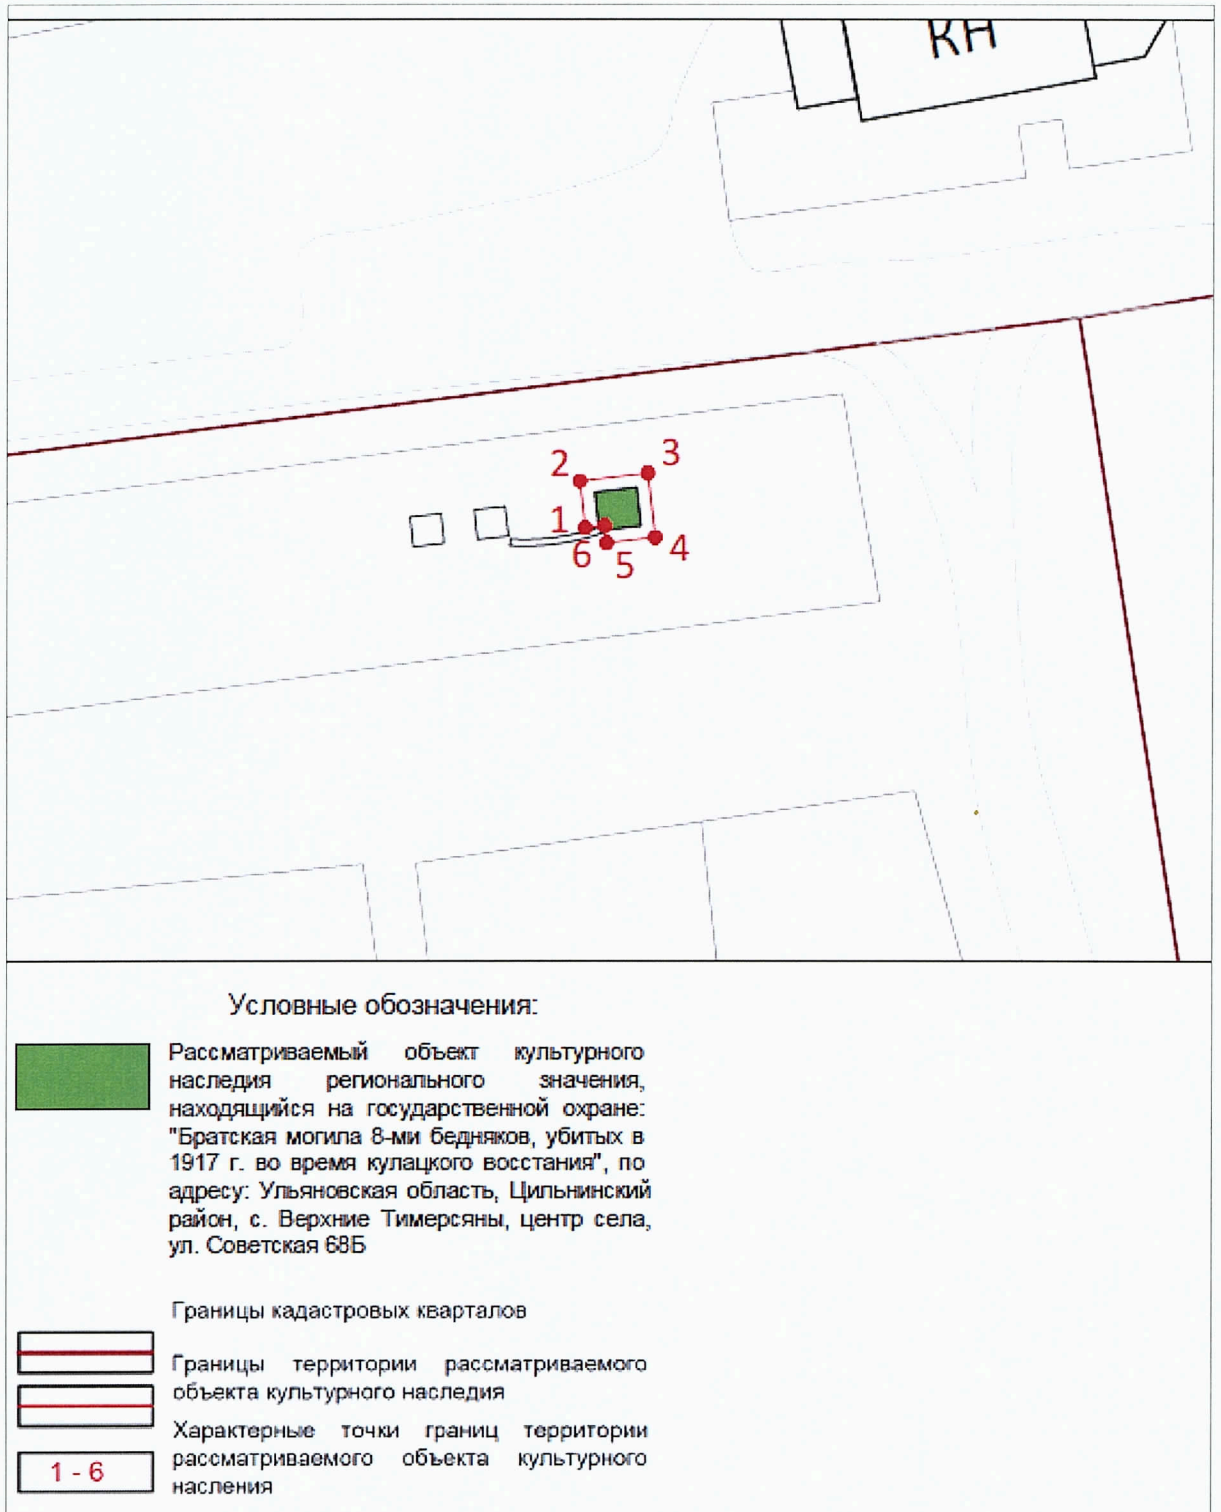 КН
2
3
1
6
5
4
Условные обозначения:
Рассматриваемый объект культурного
наследия регионального значения,
находящийся на государственной охране:
"Братская могила 8-ми бедняков, убитых в
1917 г. во время кулацкого восстания", по
адресу: Ульяновская область, Цильнинский
район, с. Верхние Тимерсяны, центр села,
ул. Советская 68Б
Границы кадастровых кварталов
Границы территории рассматриваемого
объекта культурного наследия
Характерные точки границ территории
рассматриваемого объекта культурного
насления
1 - 6